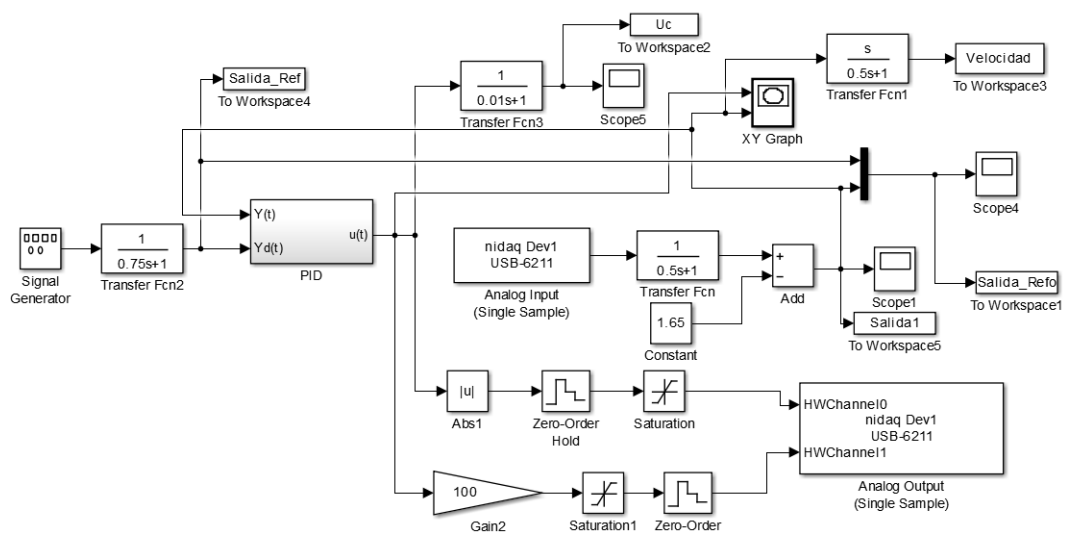 Uc
To Workspace2
Salida_Ref
To Workspace4
1
0.01s+1
Transfer Fcn3
Scope5
XY Graph
s
0.5s+1
Transfer Fcn1
Velocidad
To Workspace3
Scope4
Signal
Generator
1
0.75s+1
Transfer Fcn2
Y(t)
Yd(t)
u(t)
PID
nidaq Dev1
USB-6211
Analog Input
(Single Sample)
1
0.5s+1
Transfer Fcn
+
−
Add
1.65
Constant
Scope1
Salida_Refo
To Workspace1
Salida1
To Workspace5
|u|
Abs1
Zero-Order
Hold
Saturation
HWChannel0
nidaq Dev1
USB-6211
HWChannel1
Analog Output
(Single Sample)
100
Gain2
Saturation1
Zero-Order